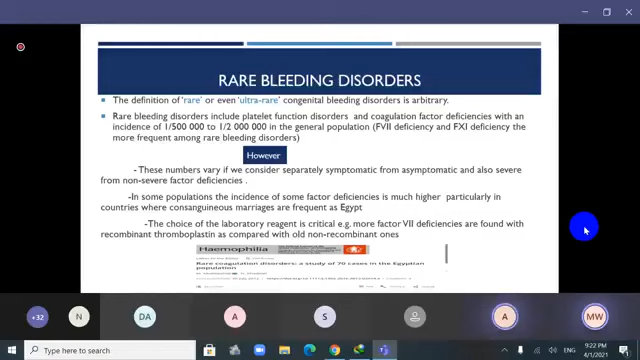 RARE BLEEDING DISORDERS
The definition of 'rare' or even 'ultra-rare' congenital bleeding disorders is arbitrary.
Rare bleeding disorders include platelet function disorders and coagulation factor deficiencies with an
incidence of 1/500 000 to 1/2 000 000 in the general population (FVII deficiency and FXI deficiency the
more frequent among rare bleeding disorders)
However
- These numbers vary if we consider separately symptomatic from asymptomatic and also severe
from non-severe factor deficiencies .
- In some populations the incidence of some factor deficiencies is much higher particularly in
countries where consanguineous marriages are frequent as Egypt
- The choice of the laboratory reagent is critical e.g. more factor VII deficiencies are found with
recombinant thromboplastin as compared with old non-recombinant ones
Haemophilia
Rare coagulation disorders: a study of 70 cases in the Egyptian
population
+32
N
DA
A
S
A
MW
Type here to search
ENG
9:22 PM
4/1/2021